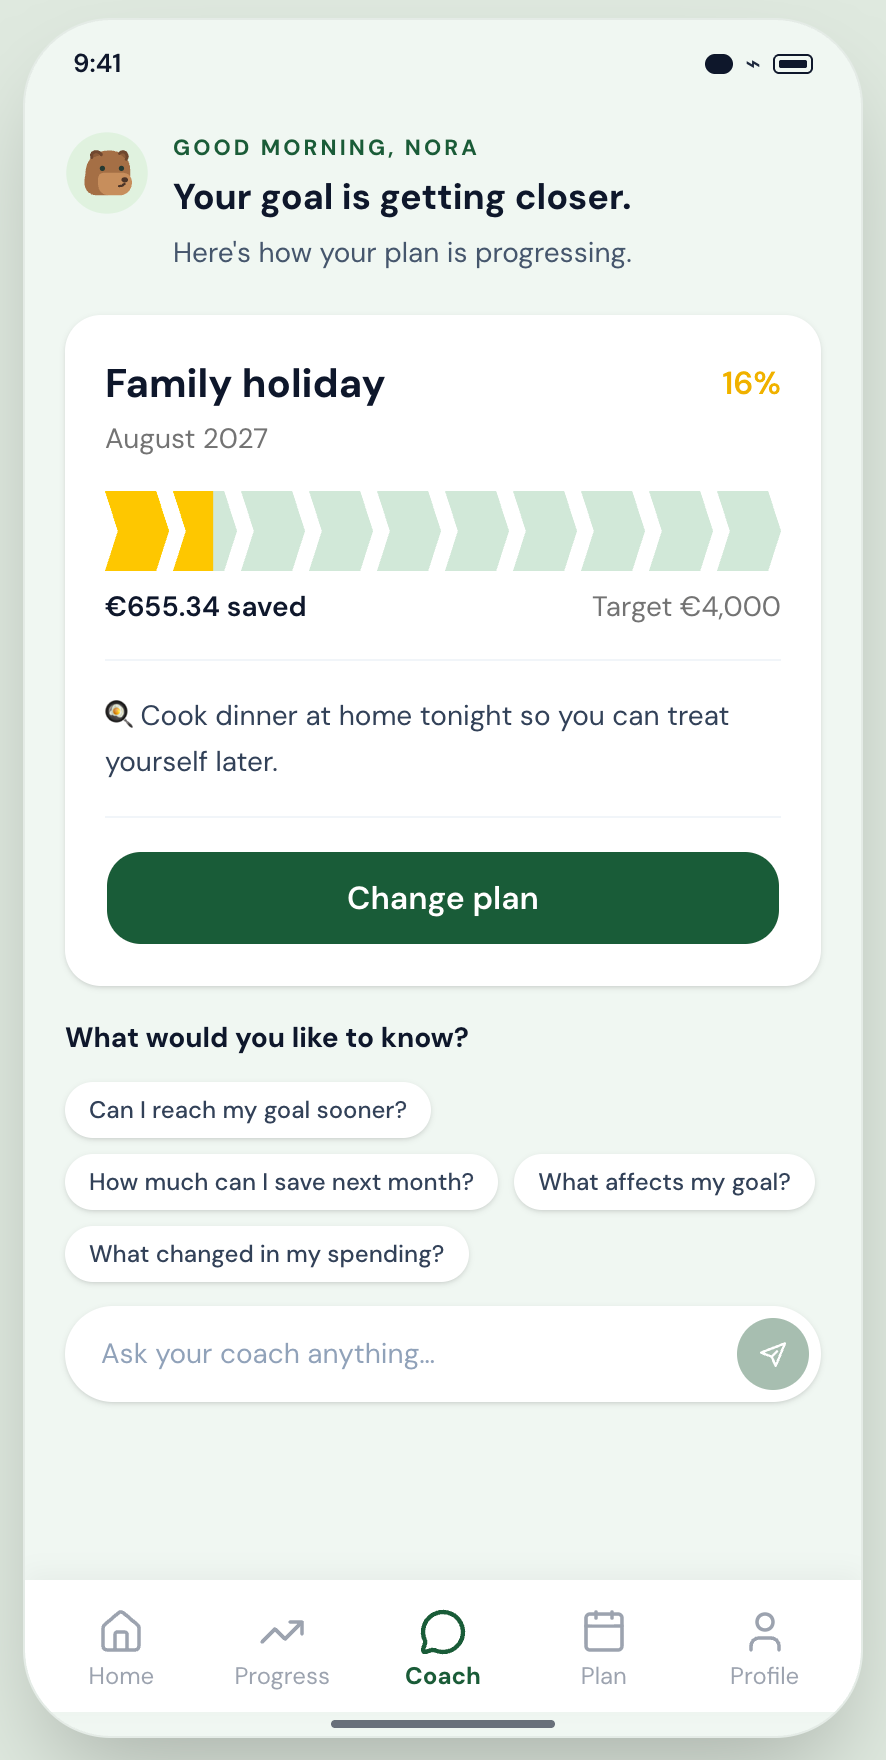 9:41
GOOD MORNING, NORA
Your goal is getting closer.
Here's how your plan is progressing.
Family holiday
16%
August 2027
€655.34 saved
Target €4,000
🍳 Cook dinner at home tonight so you can treat
yourself later.
Change plan
What would you like to know?
Can I reach my goal sooner?
How much can I save next month?
What affects my goal?
What changed in my spending?
Ask your coach anything...
Home
Progress
Coach
Plan
Profile